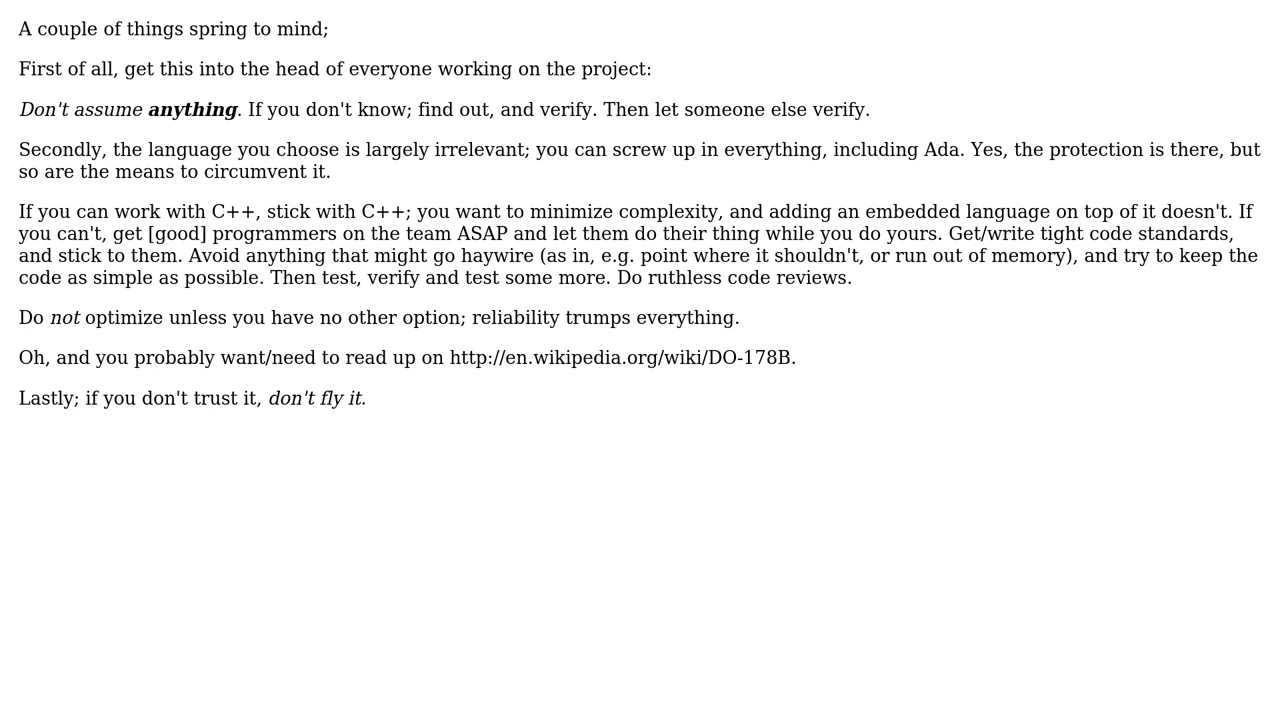 A couple of things spring to mind;
First of all, get this into the head of everyone working on the project:
Don't assume anything. If you don't know; find out, and verify. Then let someone else verify.
Secondly, the language you choose is largely irrelevant; you can screw up in everything, including Ada. Yes, the protection is there, but
so are the means to circumvent it.
If you can work with C++, stick with C++; you want to minimize complexity, and adding an embedded language on top of it doesn't. If
you can't, get [good] programmers on the team ASAP and let them do their thing while you do yours. Get/write tight code standards,
and stick to them. Avoid anything that might go haywire (as in, e.g. point where it shouldn't, or run out of memory), and try to keep the
code as simple as possible. Then test, verify and test some more. Do ruthless code reviews.
Do not optimize unless you have no other option; reliability trumps everything.
Oh, and you probably want/need to read up on http://en.wikipedia.org/wiki/DO-178B.
Lastly; if you don't trust it, don't fly it.